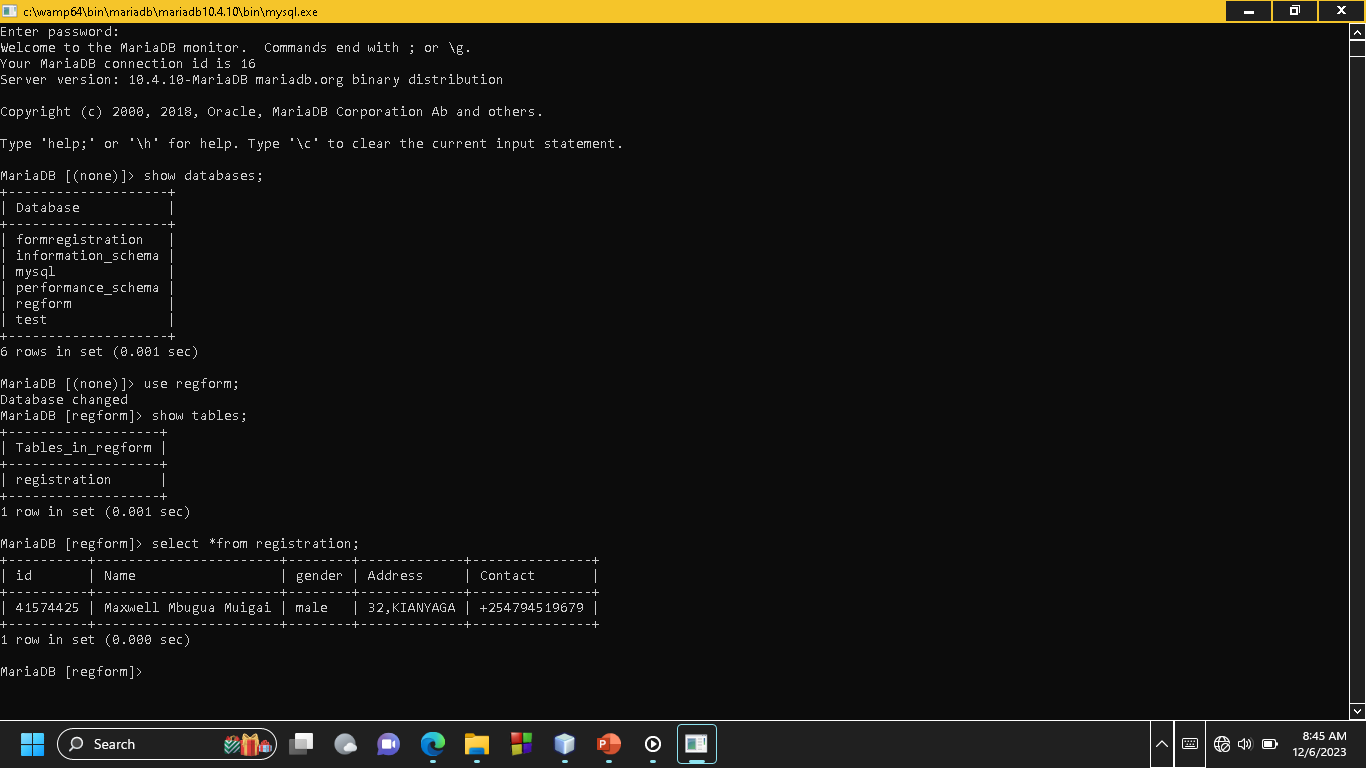 c:\wamp64\bin\mariadb\mariadb10.4.10\bin\mysql.exe
Enter password:
Welcome to the MariaDB monitor.  Commands end with ; or \g.
Your MariaDB connection id is 16
Server version: 10.4.10-MariaDB mariadb.org binary distribution

Copyright (c) 2000, 2018, Oracle, MariaDB Corporation Ab and others.

Type 'help;' or '\h' for help. Type '\c' to clear the current input statement.

MariaDB [(none)]> show databases;
+--------------------+
| Database           |
+--------------------+
| formregistration   |
| information_schema |
| mysql              |
| performance_schema |
| regform            |
| test               |
+--------------------+
6 rows in set (0.001 sec)

MariaDB [(none)]> use regform;
Database changed
MariaDB [regform]> show tables;
+-------------------+
| Tables_in_regform |
+-------------------+
| registration      |
+-------------------+
1 row in set (0.001 sec)

MariaDB [regform]> select *from registration;
+----------+-----------------------+--------+-------------+---------------+
| id       | Name                  | gender | Address     | Contact       |
+----------+-----------------------+--------+-------------+---------------+
| 41574425 | Maxwell Mbugua Muigai | male   | 32,KIANYAGA | +254794519679 |
+----------+-----------------------+--------+-------------+---------------+
1 row in set (0.000 sec)

MariaDB [regform]>
Search
8:45 AM
12/6/2023